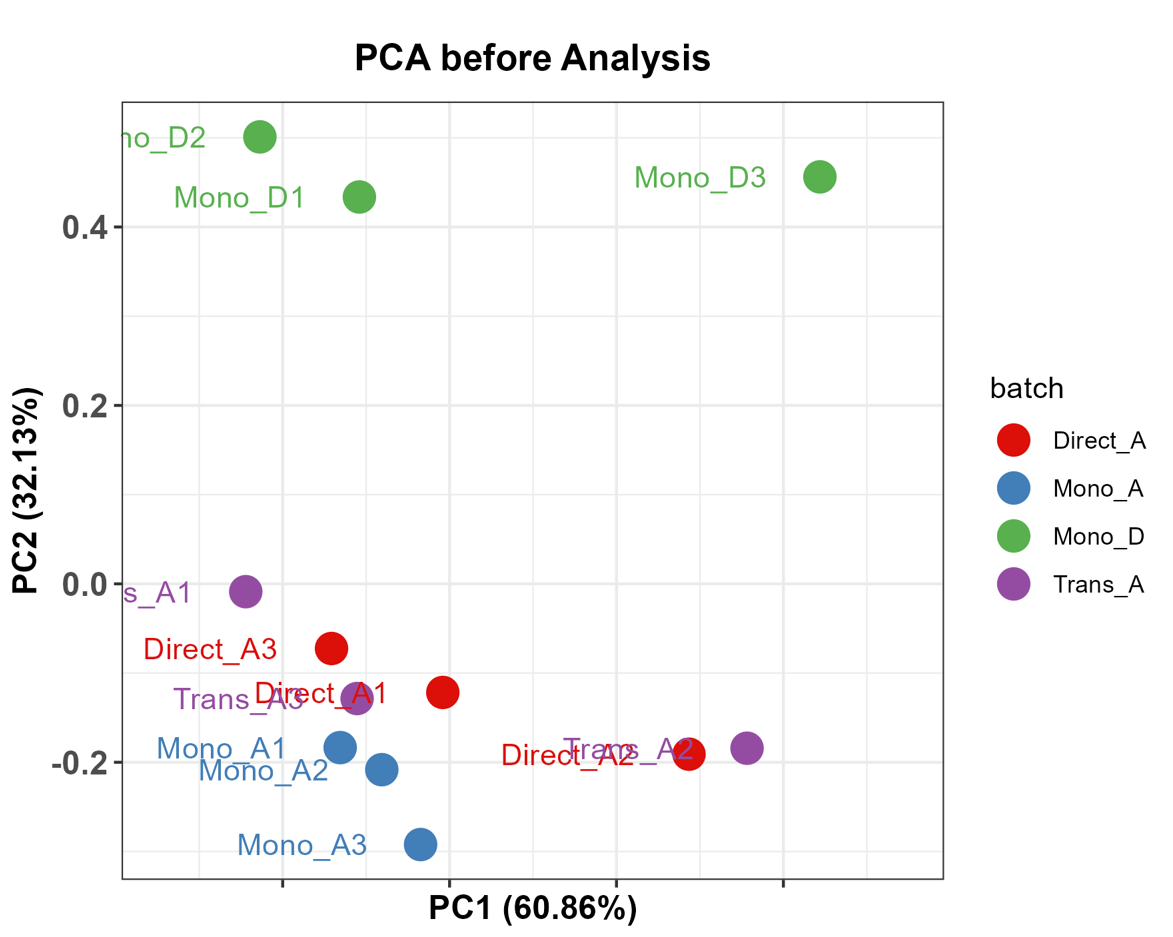 PCA before Analysis
no_D2
Mono_D1
Mono_D3
0.4
0.2
0.0
-0.2
PC2 (32.13%)
s_A1
Direct_A3
Direct_A1
Trans_A3
Mono_A1
Mono_A2
Direct_A2
Trans_A2
Mono_A3
PC1 (60.86%)
batch
Direct_A
Mono_A
Mono_D
Trans_A